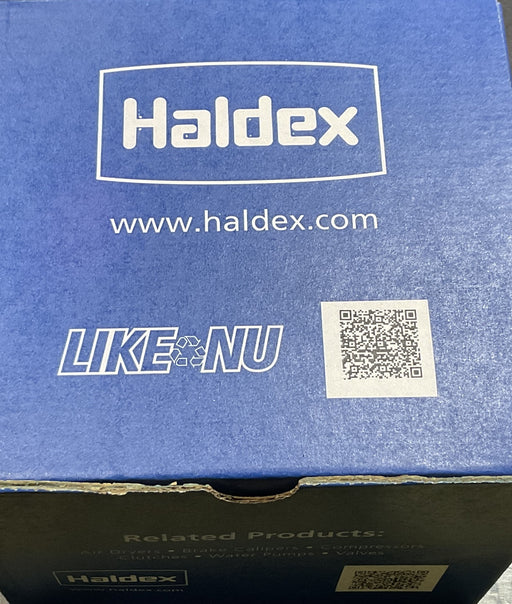 Haldex
www.haldex.com
LIKE NU
Related Products:
Air Dryers • Brake Calipers • Compressors
Clutches • Water Pumps • Valves
Haldex
www.haldex.com